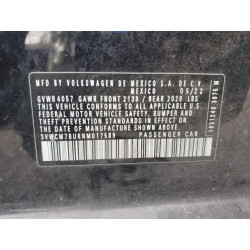 MFD BY VOLKSWAGEN DE MEXICO S.A. DE C.V.
IN MEXICO 05/22
GVWR 4057 GAWR FRONT 2138 / REAR 2028 LBS
THIS VEHICLE CONFORMS TO ALL APPLICABLE
FEDERAL MOTOR VEHICLE SAFETY, BUMPER AND
THEFT PREVENTION STANDARDS IN EFFECT ON
THE DATE OF MANUFACTURE SHOWN ABOVE.
3VWCM7BU8NM017589 PASSENGER CAR